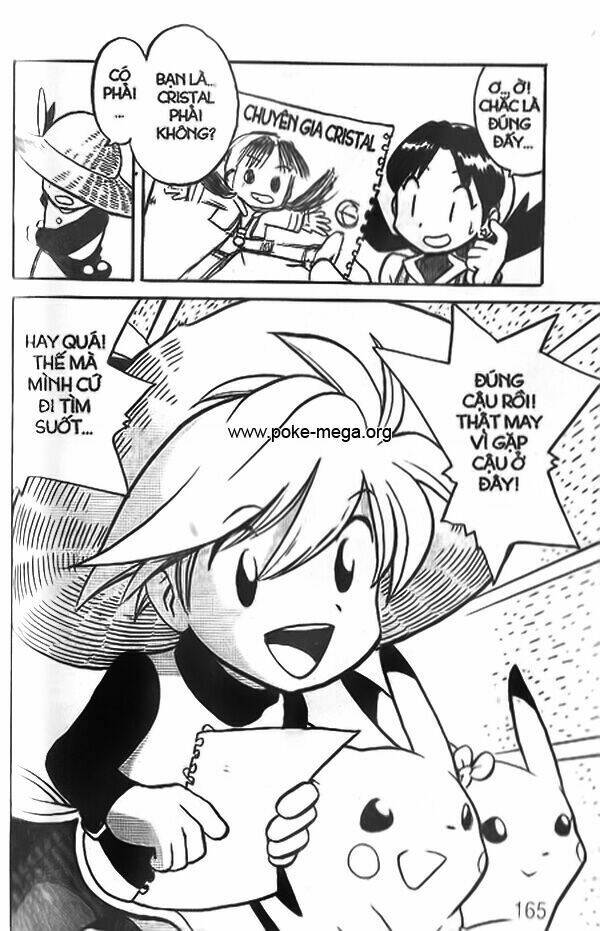 CÓ
PHẢI
...
BẠN LÀ...
CRISTAL
PHẢI
KHÔNG?
CHUYÊN GIA CRISTAL
Ơ... Ờ!
CHẮC LÀ
ĐÚNG
ĐẤY...
HAY QUÁ!
THẾ MÀ
MÌNH CỨ
ĐI TÌM
SUỐT...
ĐÚNG
CẬU RỒI!
THẬT MAY
VÌ GẶP
CẬU Ở
ĐÂY!
www.poke-mega.org
165